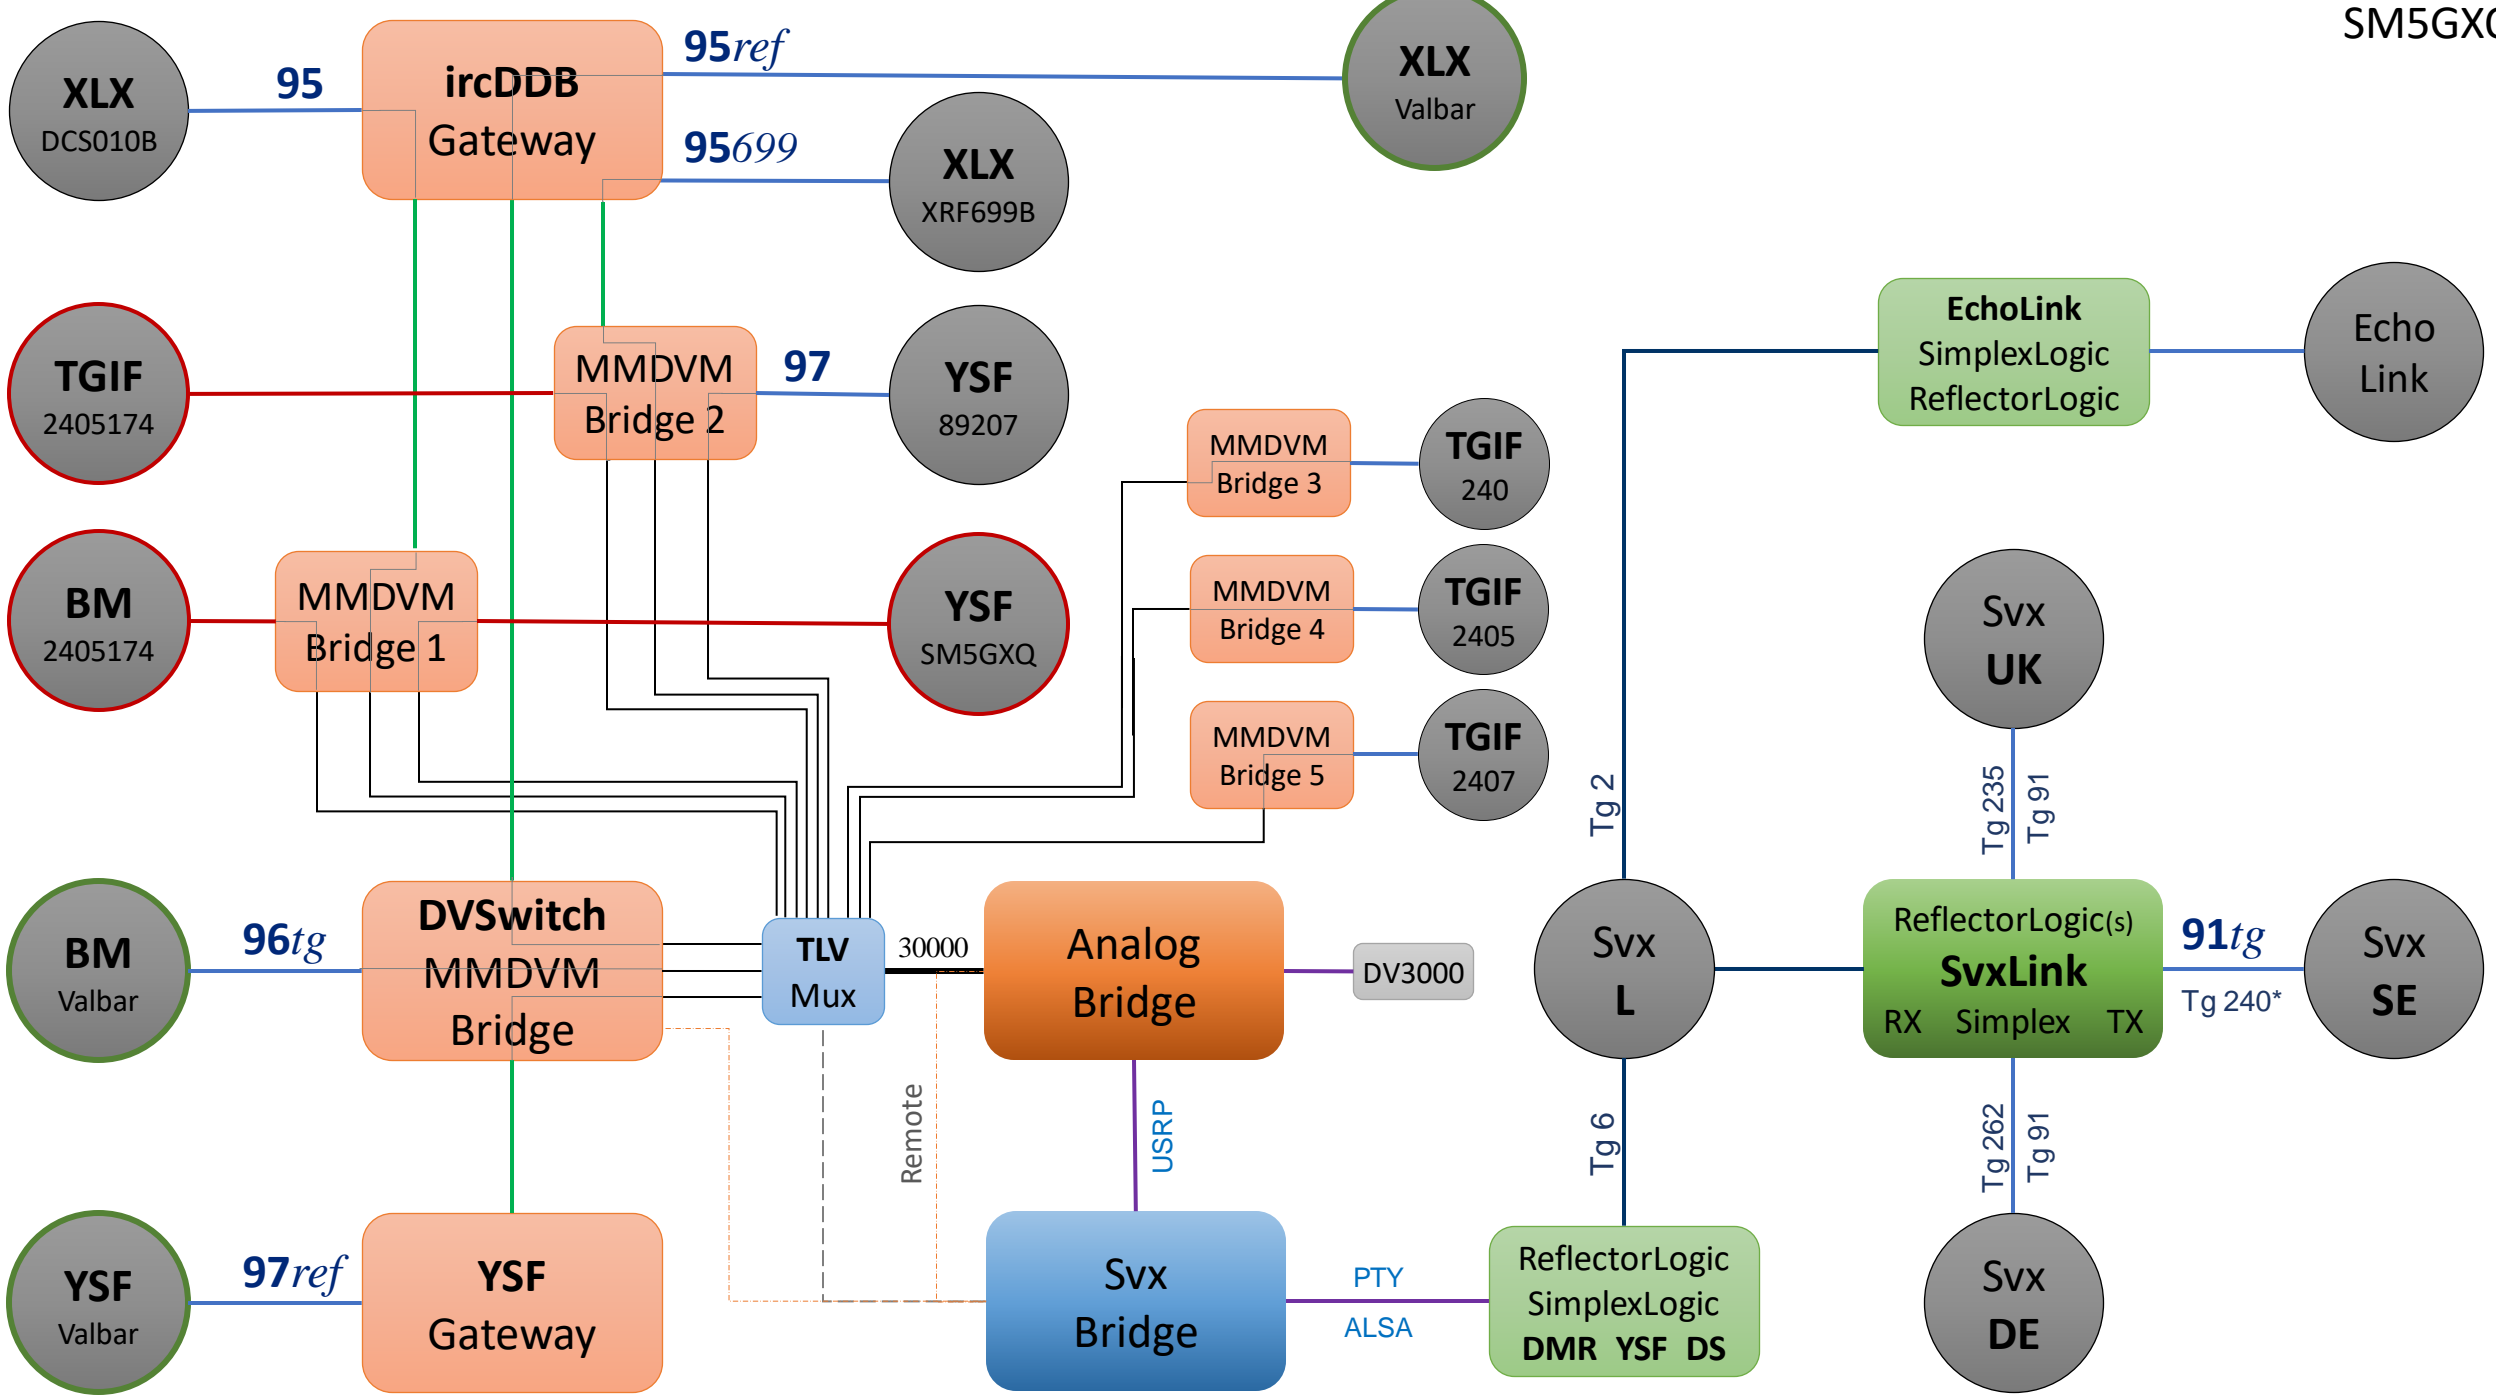 SM5GXQ
XLX
DCS010B
95
ircDDB
Gateway
95ref
95699
XLX
Valbar
XLX
XRF699B
TGIF
2405174
MMDVM
Bridge 2
97
YSF
89207
EchoLink
SimplexLogic
ReflectorLogic
Echo
Link
MMDVM
Bridge 3
TGIF
240
BM
2405174
MMDVM
Bridge 1
YSF
SM5GXQ
MMDVM
Bridge 4
TGIF
2405
MMDVM
Bridge 5
TGIF
2407
Svx
UK
Tg 2
Tg 235
Tg 91
BM
Valbar
96tg
DVSwitch
MMDVM
Bridge
TLV
Mux
30000
Analog
Bridge
DV3000
Svx
L
ReflectorLogic(s)
SvxLink
RX Simplex TX
91tg
Tg 240*
Svx
SE
Remote
USRP
Tg 6
Tg 262
Tg 91
YSF
Valbar
97ref
YSF
Gateway
Svx
Bridge
PTY
ALSA
ReflectorLogic
SimplexLogic
DMR YSF DS
Svx
DE